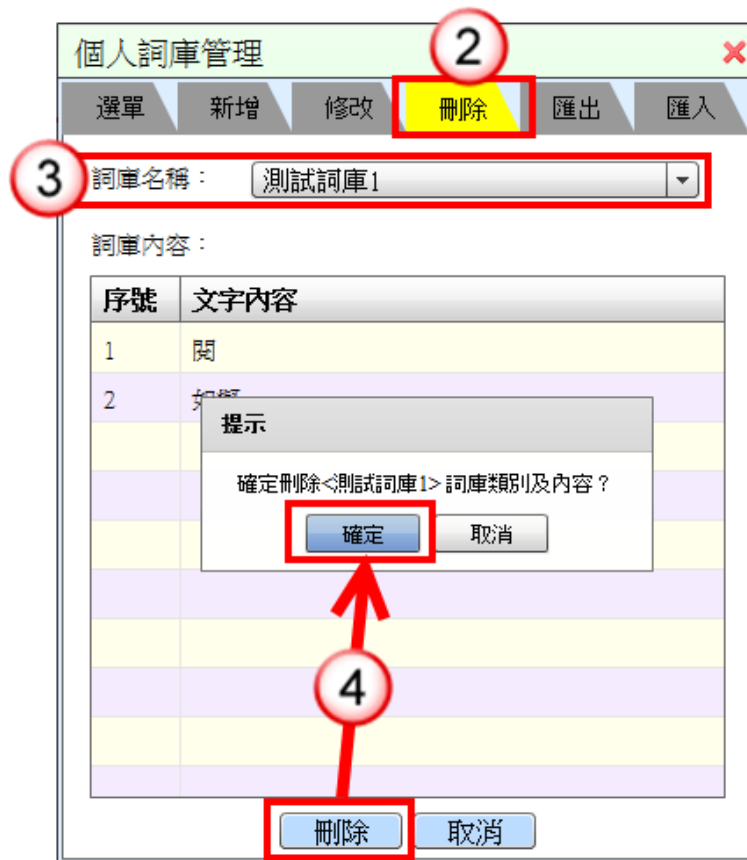 個人詞庫管理
2
選單 新增 修改 刪除 匯出 匯入
3
詞庫名稱： 測試詞庫1
詞庫內容：
序號 文字內容
1 閱
2
提示
確定刪除<測試詞庫1>詞庫類別及內容？
確定 取消
4
刪除 取消